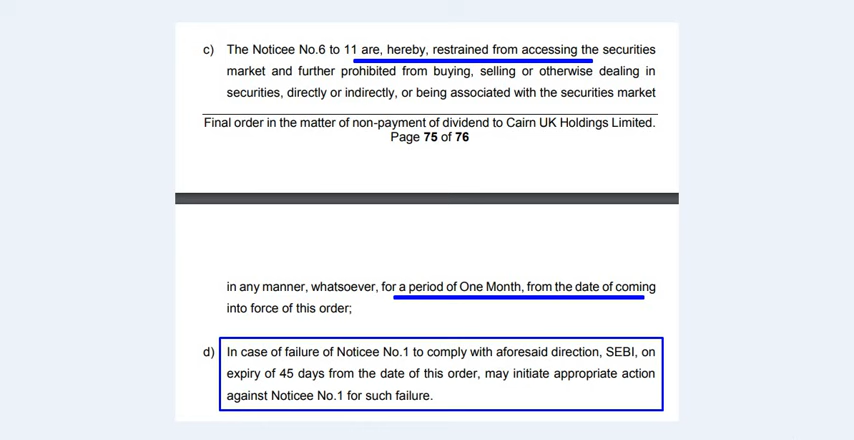 c) The Noticee No.6 to 11 are, hereby, restrained from accessing the securities
market and further prohibited from buying, selling or otherwise dealing in
securities, directly or indirectly, or being associated with the securities market
Final order in the matter of non-payment of dividend to Cairn UK Holdings Limited.
Page 75 of 76
in any manner, whatsoever, for a period of One Month, from the date of coming
into force of this order;
d) In case of failure of Noticee No.1 to comply with aforesaid direction, SEBI, on
expiry of 45 days from the date of this order, may initiate appropriate action
against Noticee No.1 for such failure.